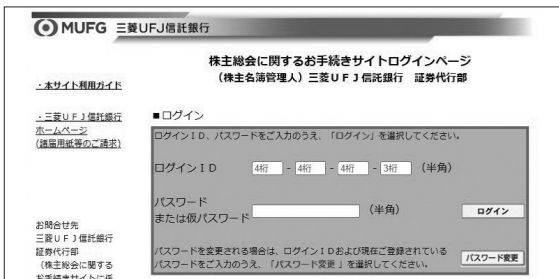 MUFG 三菱UFJ信託銀行
株主総会に関するお手続きサイトログインページ
(株主名簿管理人)三菱UFJ信託銀行 証券代行部
・本サイト利用ガイド
・三菱UFJ信託銀行
ホームページ
(諸届用紙等のご請求)
■ログイン
ログインID、パスワードをご入力のうえ、「ログイン」を選択してください。
ログインID 4桁 - 4桁 - 4桁 - 3桁 (半角)
パスワード
または仮パスワード (半角) ログイン
パスワードを変更される場合は、ログインIDおよび現在ご登録されている
パスワードをご入力のうえ、「パスワード変更 」を選択してください。 パスワード変更
お問合せ先
三菱UFJ信託銀行
証券代行部
(株主総会に関する